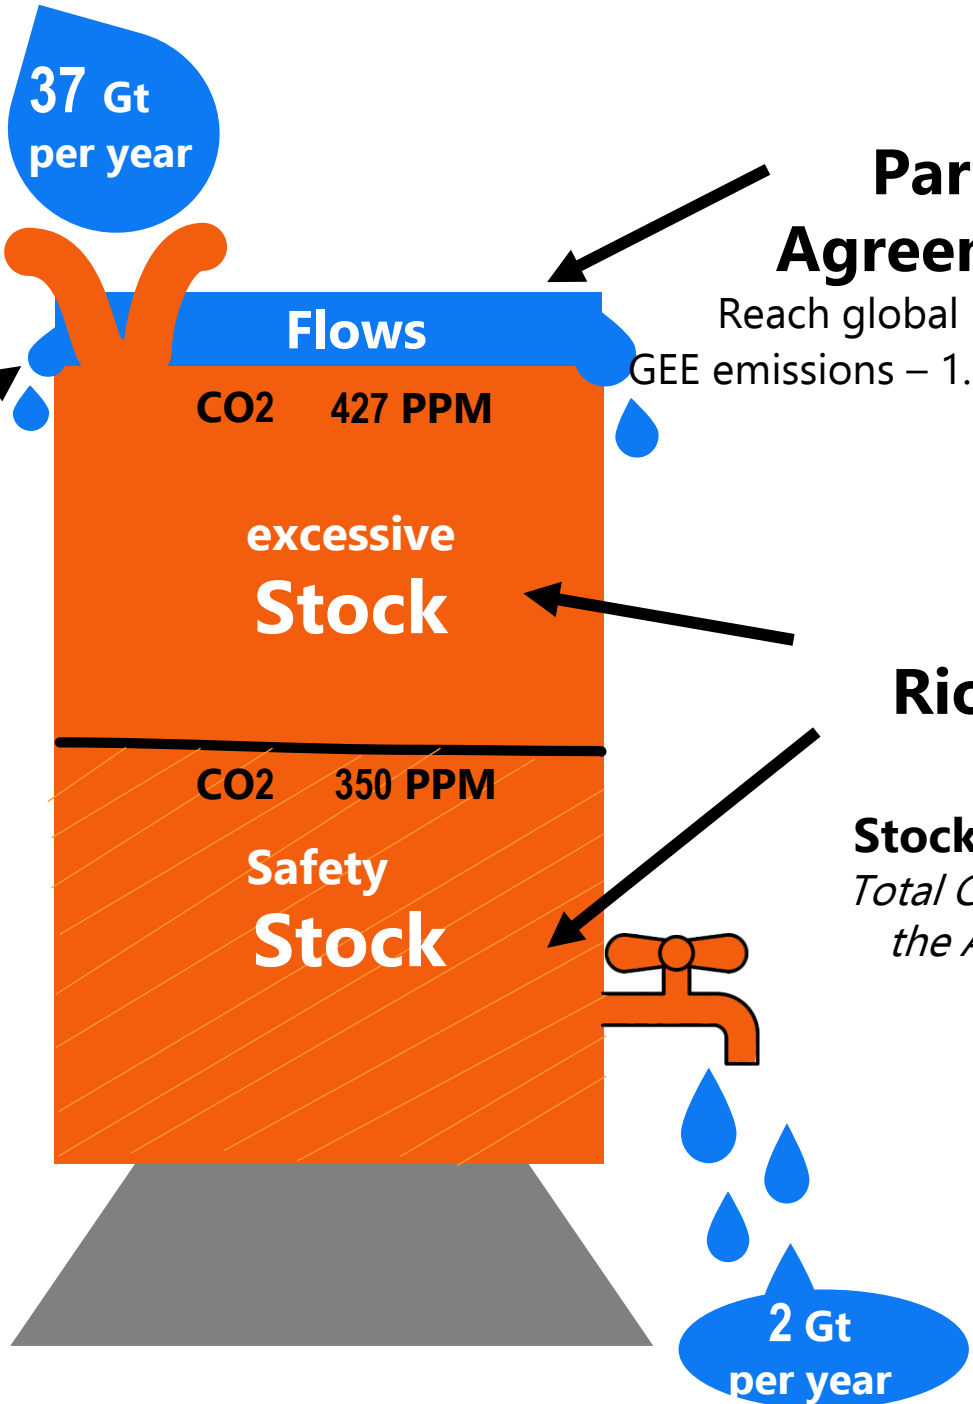 37 Gt
per year
Par
Agreer
Reach global
GEE emissions – 1.
Flows
CO2 427 PPM
excessive
Stock
Ric
CO2 350 PPM
Safety
Stock
Stock
Total C
the A
2 Gt
per year